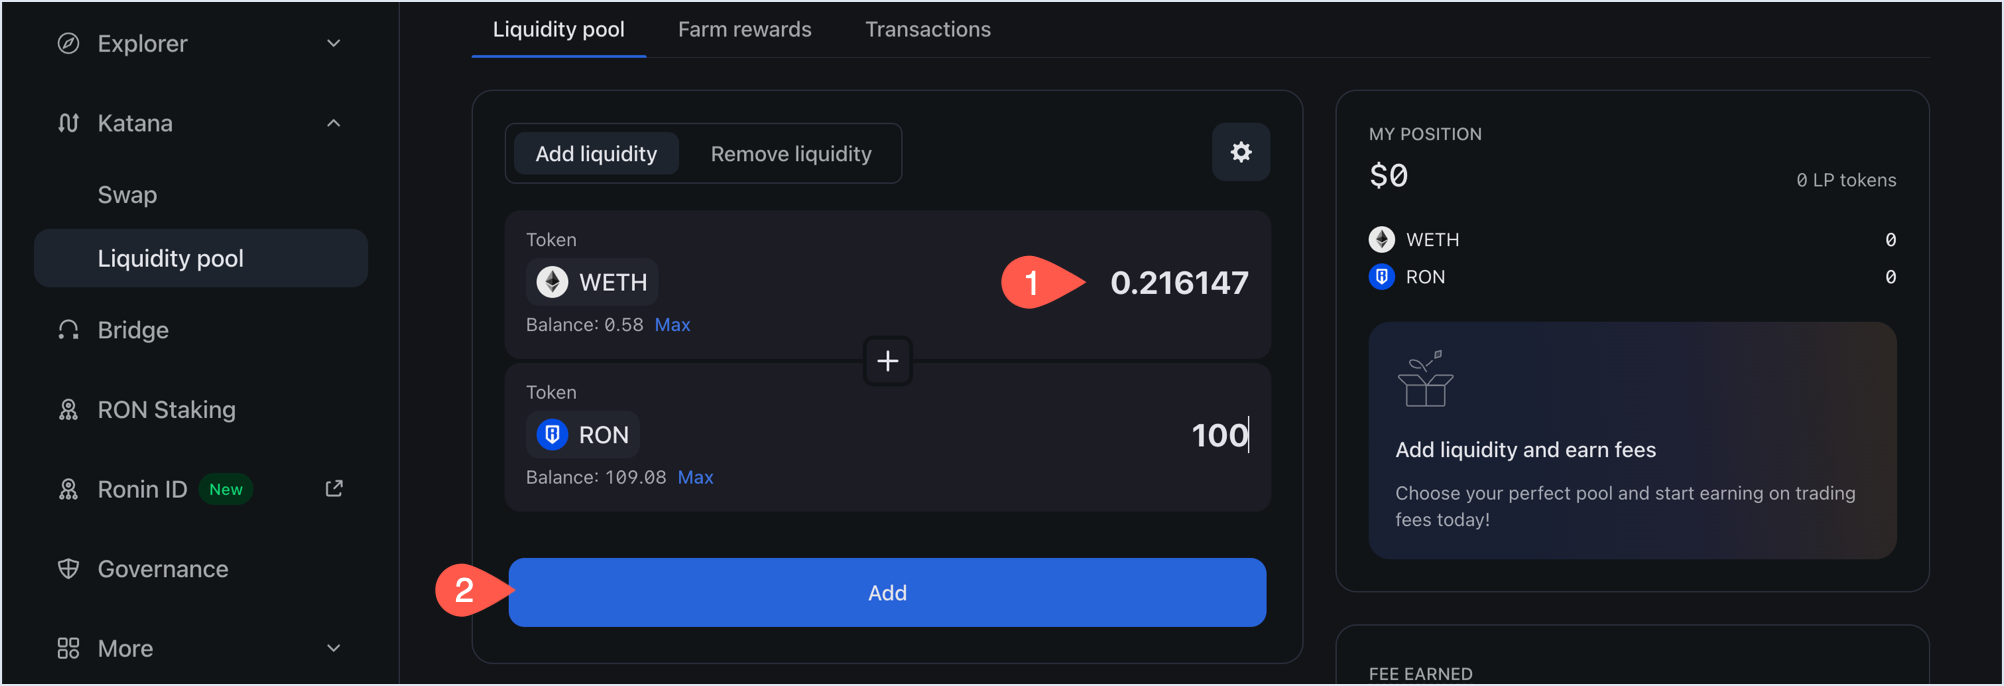 Explorer
Katana
Swap
Liquidity pool
Bridge
RON Staking
Ronin ID New
Governance
More
Liquidity pool Farm rewards Transactions
Add liquidity Remove liquidity
Token
WETH 1 0.216147
Balance: 0.58 Max
+
Token
RON 100
Balance: 109.08 Max
2 Add
MY POSITION
$0 0 LP tokens
WETH 0
RON 0
Add liquidity and earn fees
Choose your perfect pool and start earning on trading
fees today!
FEE EARNED